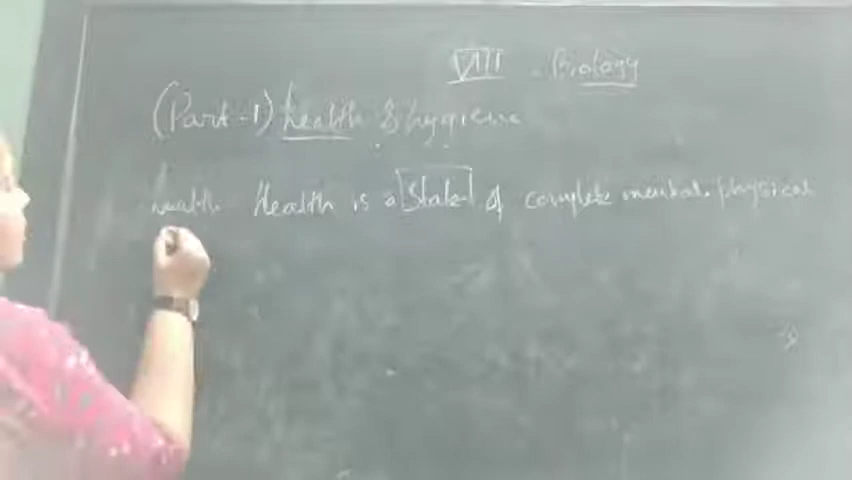 VIII - Biology
(Part-1) health & hygiene
health Health is a State of complete mental, physical